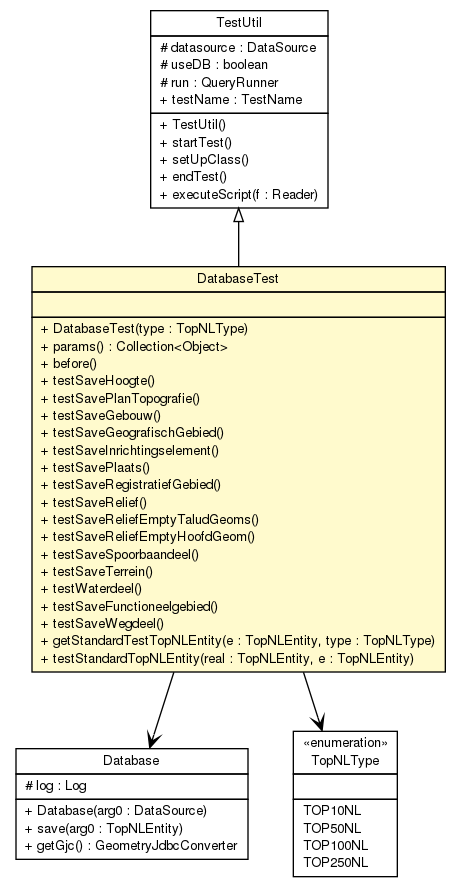 TestUtil
# datasource : DataSource
# useDB : boolean
# run : QueryRunner
+ testName : TestName
+ TestUtil()
+ startTest()
+ setUpClass()
+ endTest()
+ executeScript(f : Reader)
DatabaseTest
+ DatabaseTest(type : TopNLType)
+ params() : Collection<Object>
+ before()
+ testSaveHoogte()
+ testSavePlanTopografie()
+ testSaveGebouw()
+ testSaveGeografischGebied()
+ testSaveInrichtingselement()
+ testSavePlaats()
+ testSaveRegistratiefGebied()
+ testSaveRelief()
+ testSaveReliefEmptyTaludGeoms()
+ testSaveReliefEmptyHoofdGeom()
+ testSaveSpoorbaandeel()
+ testSaveTerrein()
+ testWaterdeel()
+ testSaveFunctioneelgebied()
+ testSaveWegdeel()
+ getStandardTestTopNLEntity(e : TopNLEntity, type : TopNLType)
+ testStandardTopNLEntity(real : TopNLEntity, e : TopNLEntity)
Database
# log : Log
+ Database(arg0 : DataSource)
+ save(arg0 : TopNLEntity)
+ getGjc() : GeometryJdbcConverter
«enumeration»
TopNLType
TOP10NL
TOP50NL
TOP100NL
TOP250NL